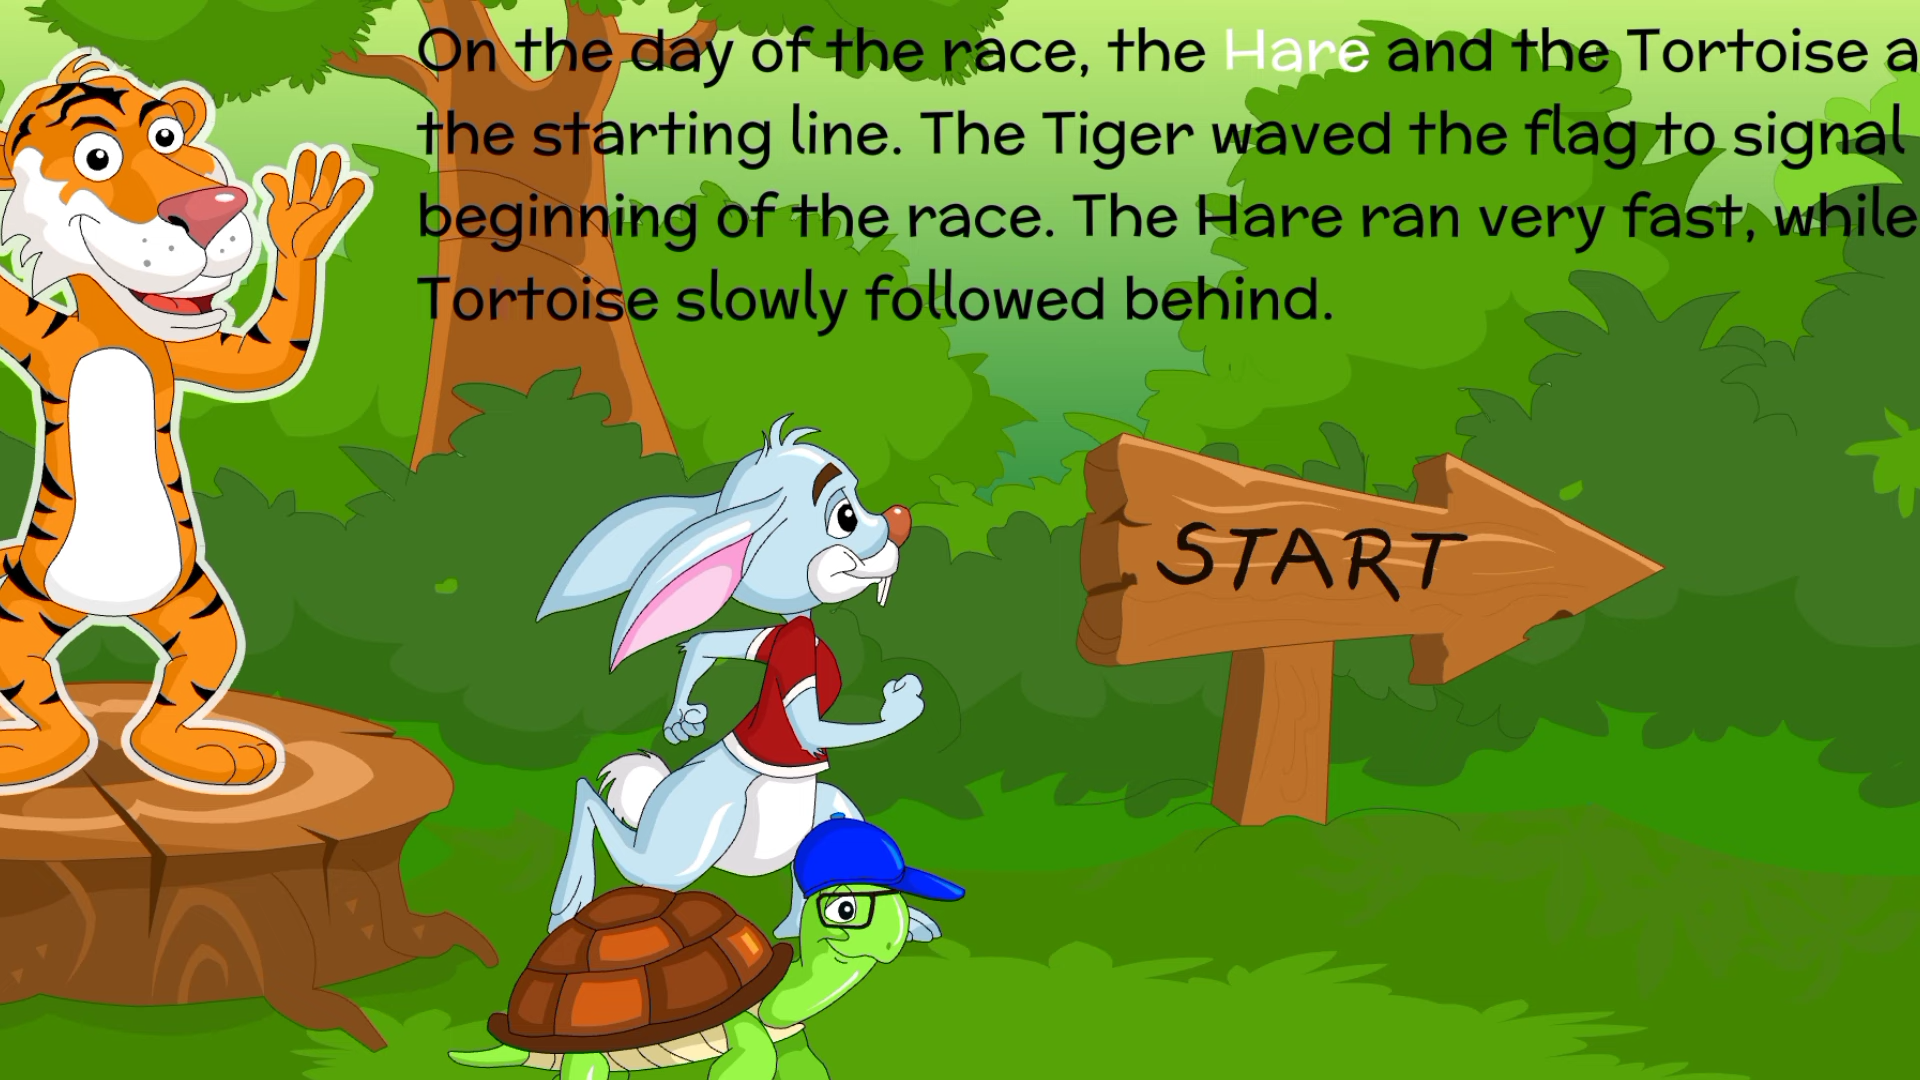 On the day of the race, the Hare and the Tortoise a
the starting line. The Tiger waved the flag to signal
beginning of the race. The Hare ran very fast, while
Tortoise slowly followed behind.
START